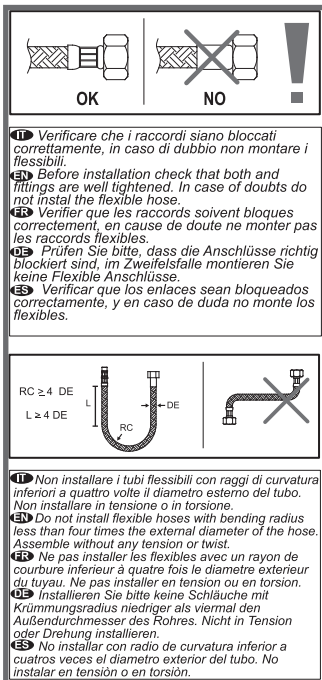 OK
NO
IT Verificare che i raccordi siano bloccati
correttamente, in caso di dubbio non montare i
flessibili.
EN Before installation check that both and
fittings are well tightened. In case of doubts do
not instal the flexible hose.
FR Verifier que les raccords soivent bloques
correctement, en cause de doute ne monter pas
les raccords flexibles.
DE Prüfen Sie bitte, dass die Anschlüsse richtig
blockiert sind, im Zweifelsfalle montieren Sie
keine Flexible Anschlüsse.
ES Verificar que los enlaces sean bloqueados
correctamente, y en caso de duda no monte los
flexibles.
RC ≥ 4 DE
L ≥ 4 DE
L
DE
RC
IT Non installare i tubi flessibili con raggi di curvatura
inferiori a quattro volte il diametro esterno del tubo.
Non installare in tensione o in torsione.
EN Do not install flexible hoses with bending radius
less than four times the external diameter of the hose.
Assemble without any tension or twist.
FR Ne pas installer les flexibles avec un rayon de
courbure inferieur à quatre fois le diametre exterieur
du tuyau. Ne pas installer en tension ou en torsion.
DE Installieren Sie bitte keine Schläuche mit
Krümmungsradius niedriger als viermal den
Außendurchmesser des Rohres. Nicht in Tension
oder Drehung installieren.
ES No installar con radio de curvatura inferior a
cuatros veces el diametro exterior del tubo. No
instalar en tensiòn o en torsiòn.